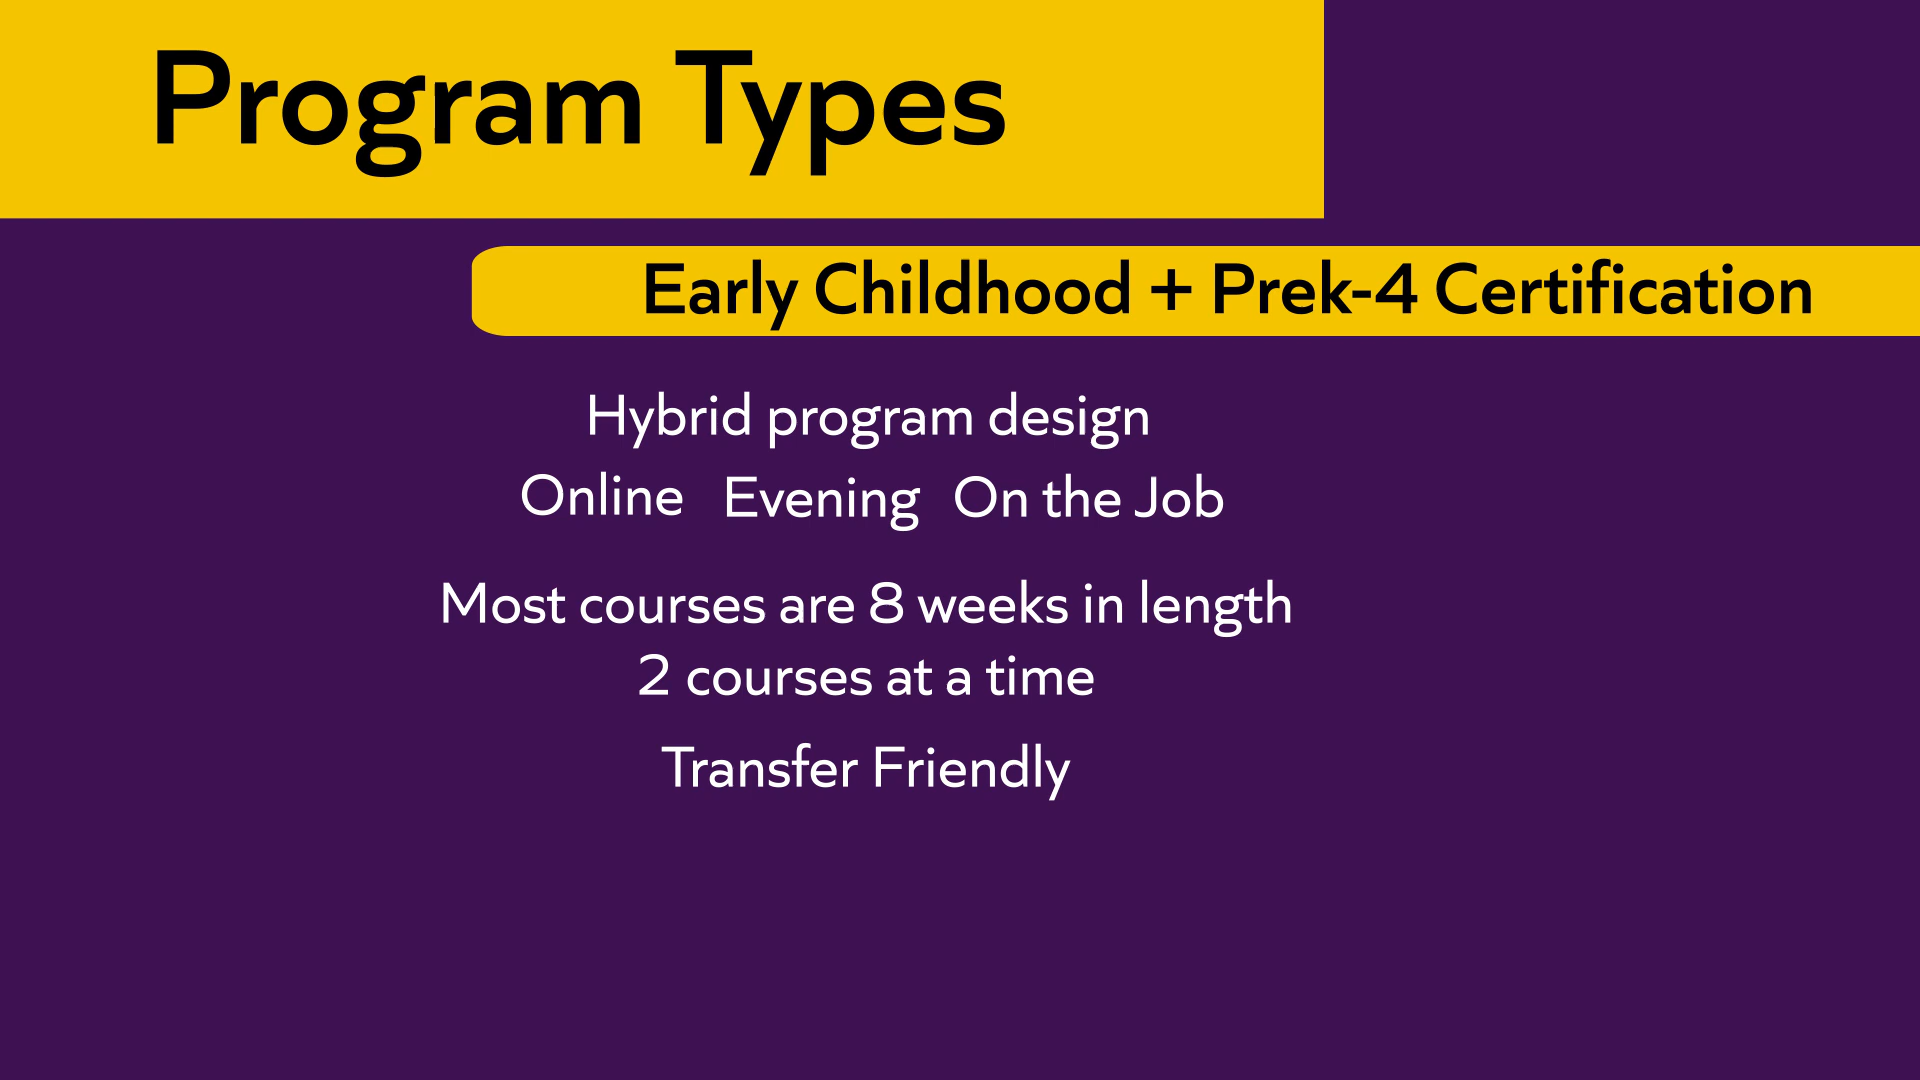 Program Types
Early Childhood + Prek-4 Certification
Hybrid program design
Online Evening On the Job
Most courses are 8 weeks in length
2 courses at a time
Transfer Friendly